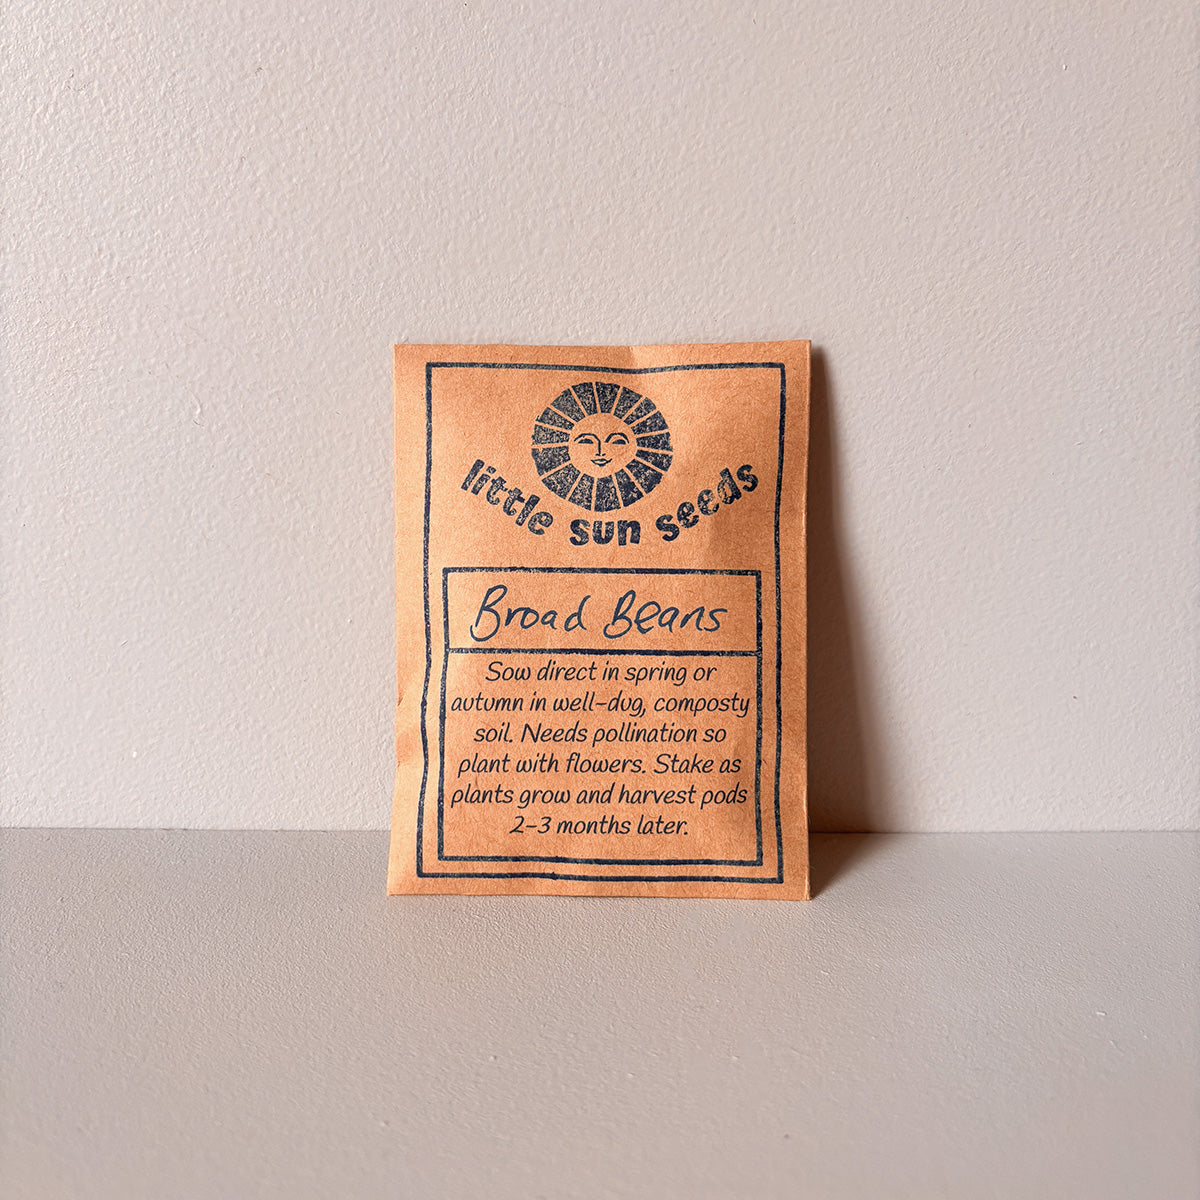 little sun seeds
Broad Beans
Sow direct in spring or
autumn in well-dug, composty
soil. Needs pollination so
plant with flowers. Stake as
plants grow and harvest pods
2-3 months later.